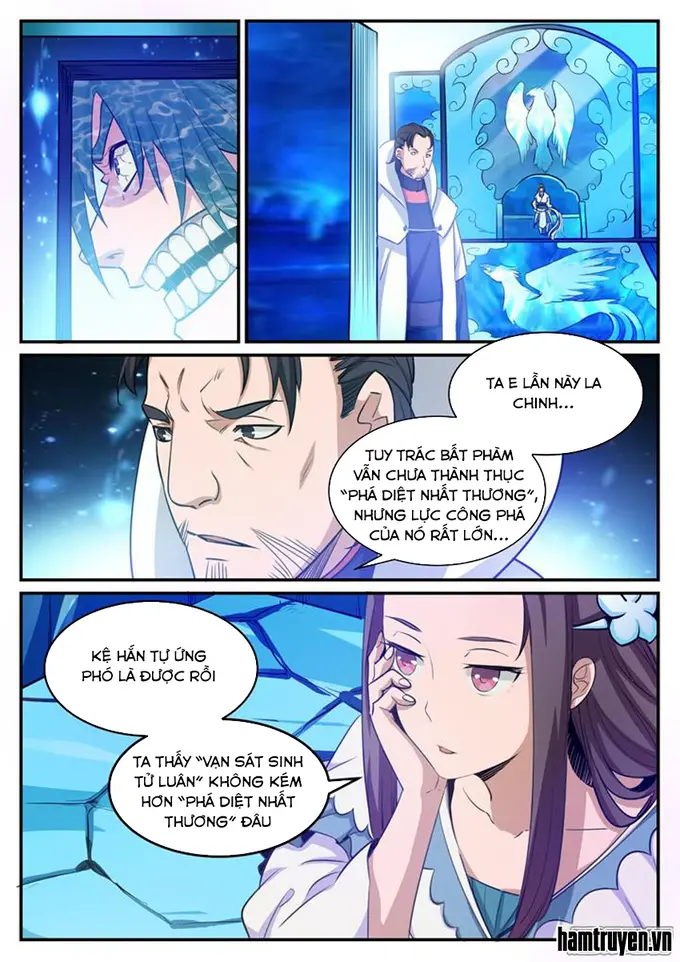 TA E LẦN NÀY LA
CHINH...
TUY TRÁC BẤT PHÀM
VẪN CHƯA THÀNH THỤC
"PHÁ DIỆT NHẤT THƯƠNG",
NHƯNG LỰC CÔNG PHÁ
CỦA NÓ RẤT LỚN...
KỆ HẮN TỰ ỨNG
PHÓ LÀ ĐƯỢC RỒI
TA THẤY "VẠN SÁT SINH
TỬ LUÂN" KHÔNG KÉM
HƠN "PHÁ DIỆT NHẤT
THƯƠNG" ĐÂU
hamtruyen.vn